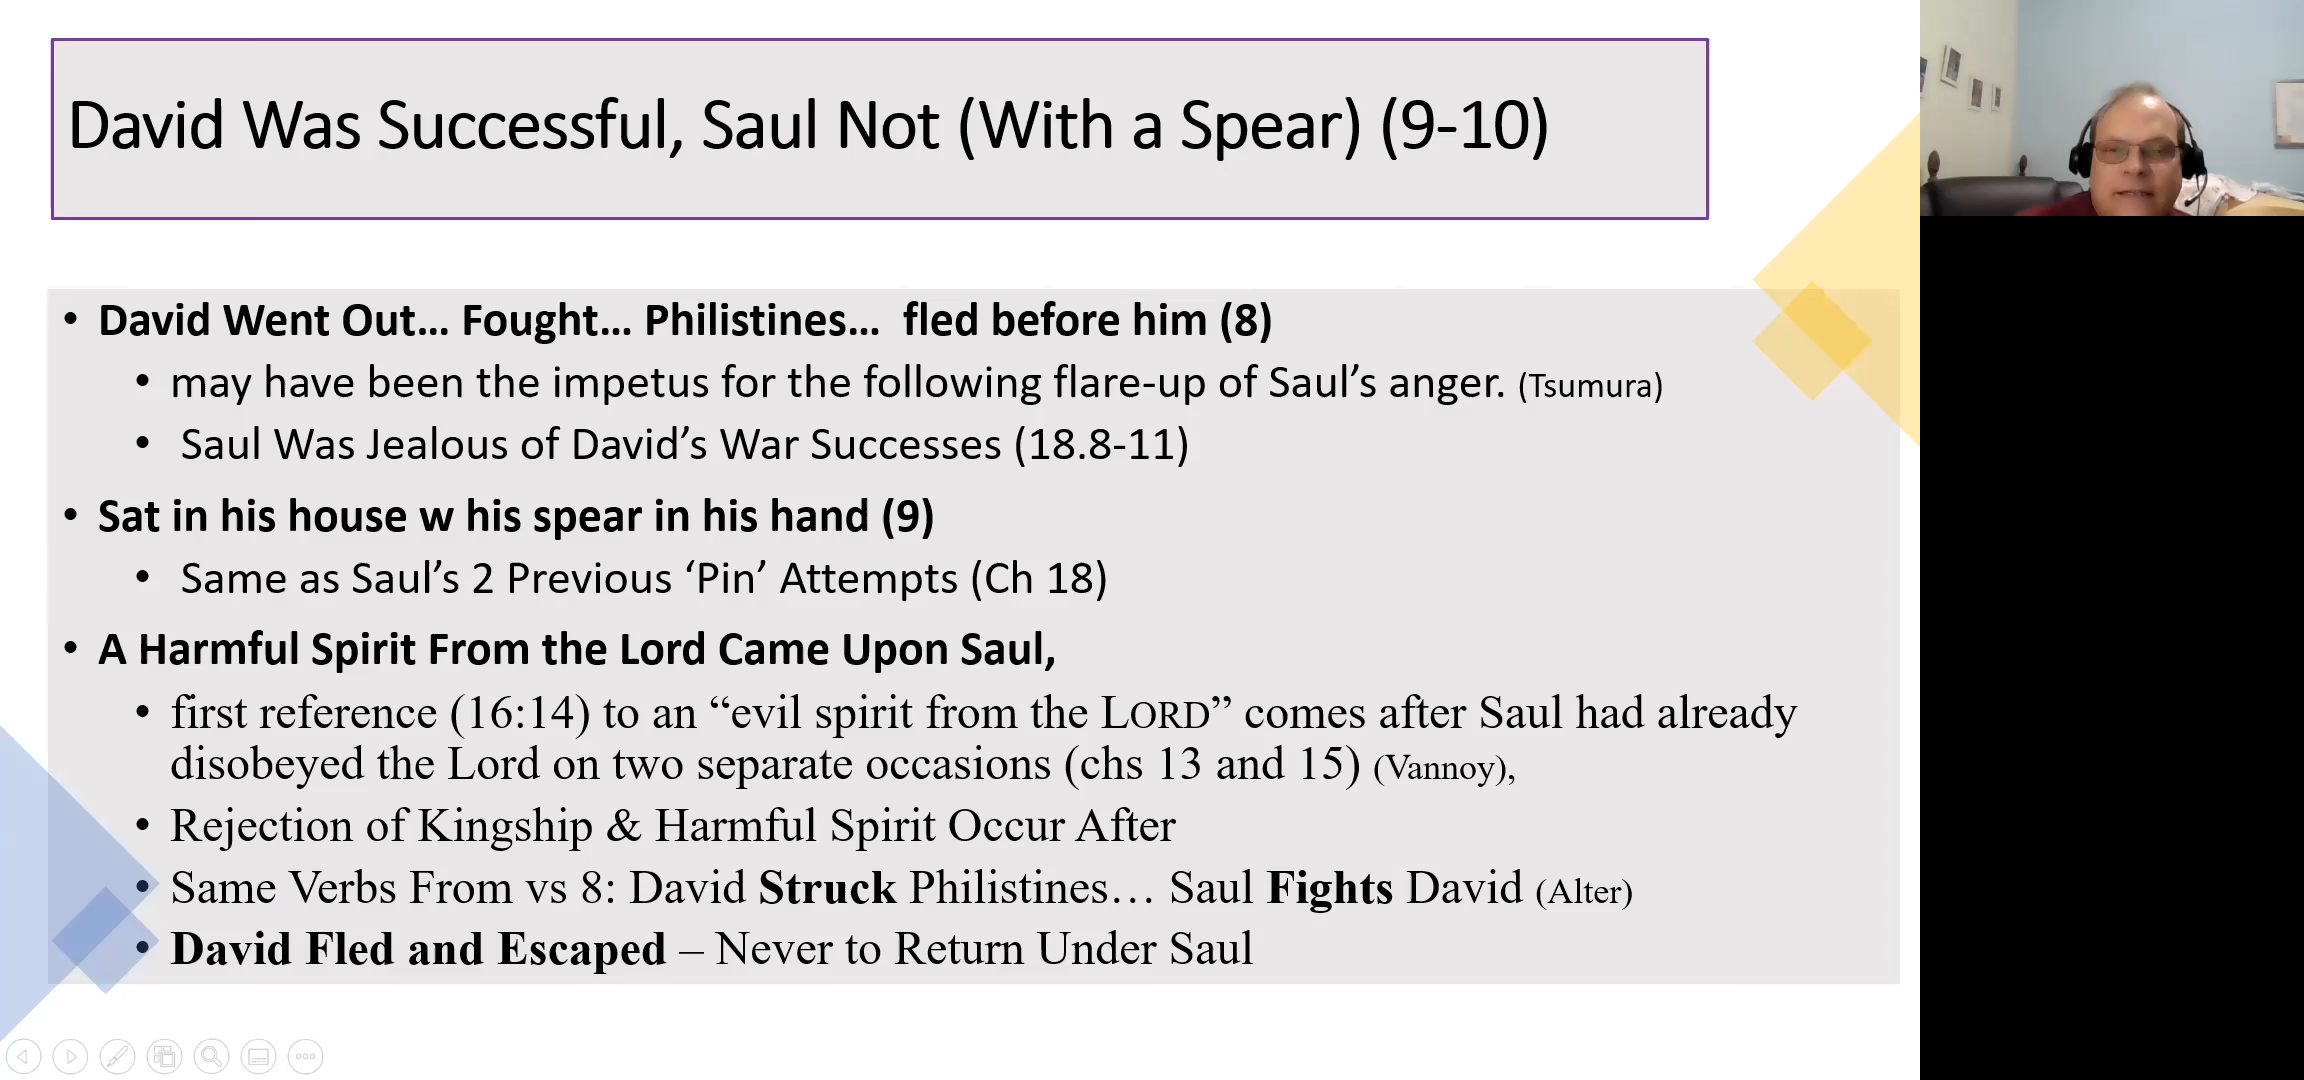 David Was Successful, Saul Not (With a Spear) (9-10)
• David Went Out… Fought… Philistines…  fled before him (8)
• may have been the impetus for the following flare-up of Saul’s anger. (Tsumura)
• Saul Was Jealous of David’s War Successes (18.8-11)
• Sat in his house w his spear in his hand (9)
• Same as Saul’s 2 Previous ‘Pin’ Attempts (Ch 18)
• A Harmful Spirit From the Lord Came Upon Saul,
• first reference (16:14) to an “evil spirit from the LORD” comes after Saul had already
disobeyed the Lord on two separate occasions (chs 13 and 15) (Vannoy),
• Rejection of Kingship & Harmful Spirit Occur After
• Same Verbs From vs 8: David Struck Philistines… Saul Fights David (Alter)
• David Fled and Escaped – Never to Return Under Saul